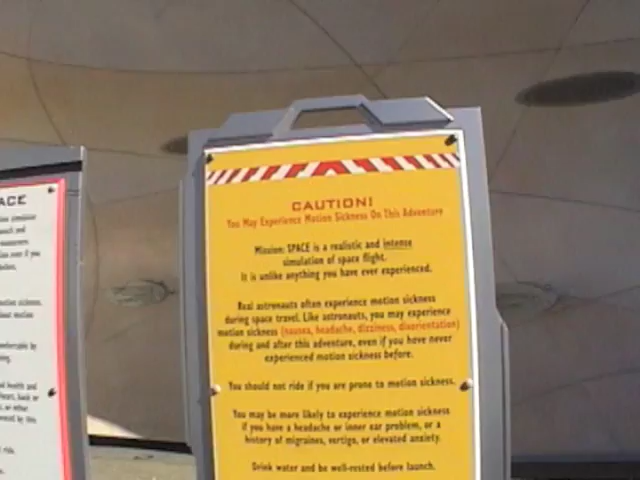 ACE
CAUTION!
You May Experience Motion Sickness On This Adventure
Mission: SPACE is a realistic and intense
simulation of space flight.
It is unlike anything you have ever experienced.
Real astronauts often experience motion sickness
during space travel. Like astronauts, you may experience
motion sickness (nausea, headache, dizziness, disorientation)
during and after this adventure, even if you have never
experienced motion sickness before.
You should not ride if you are prone to motion sickness.
You may be more likely to experience motion sickness
if you have a headache or inner ear problem, or a
history of migraines, vertigo, or elevated anxiety.
Drink water and be well-rested before launch.